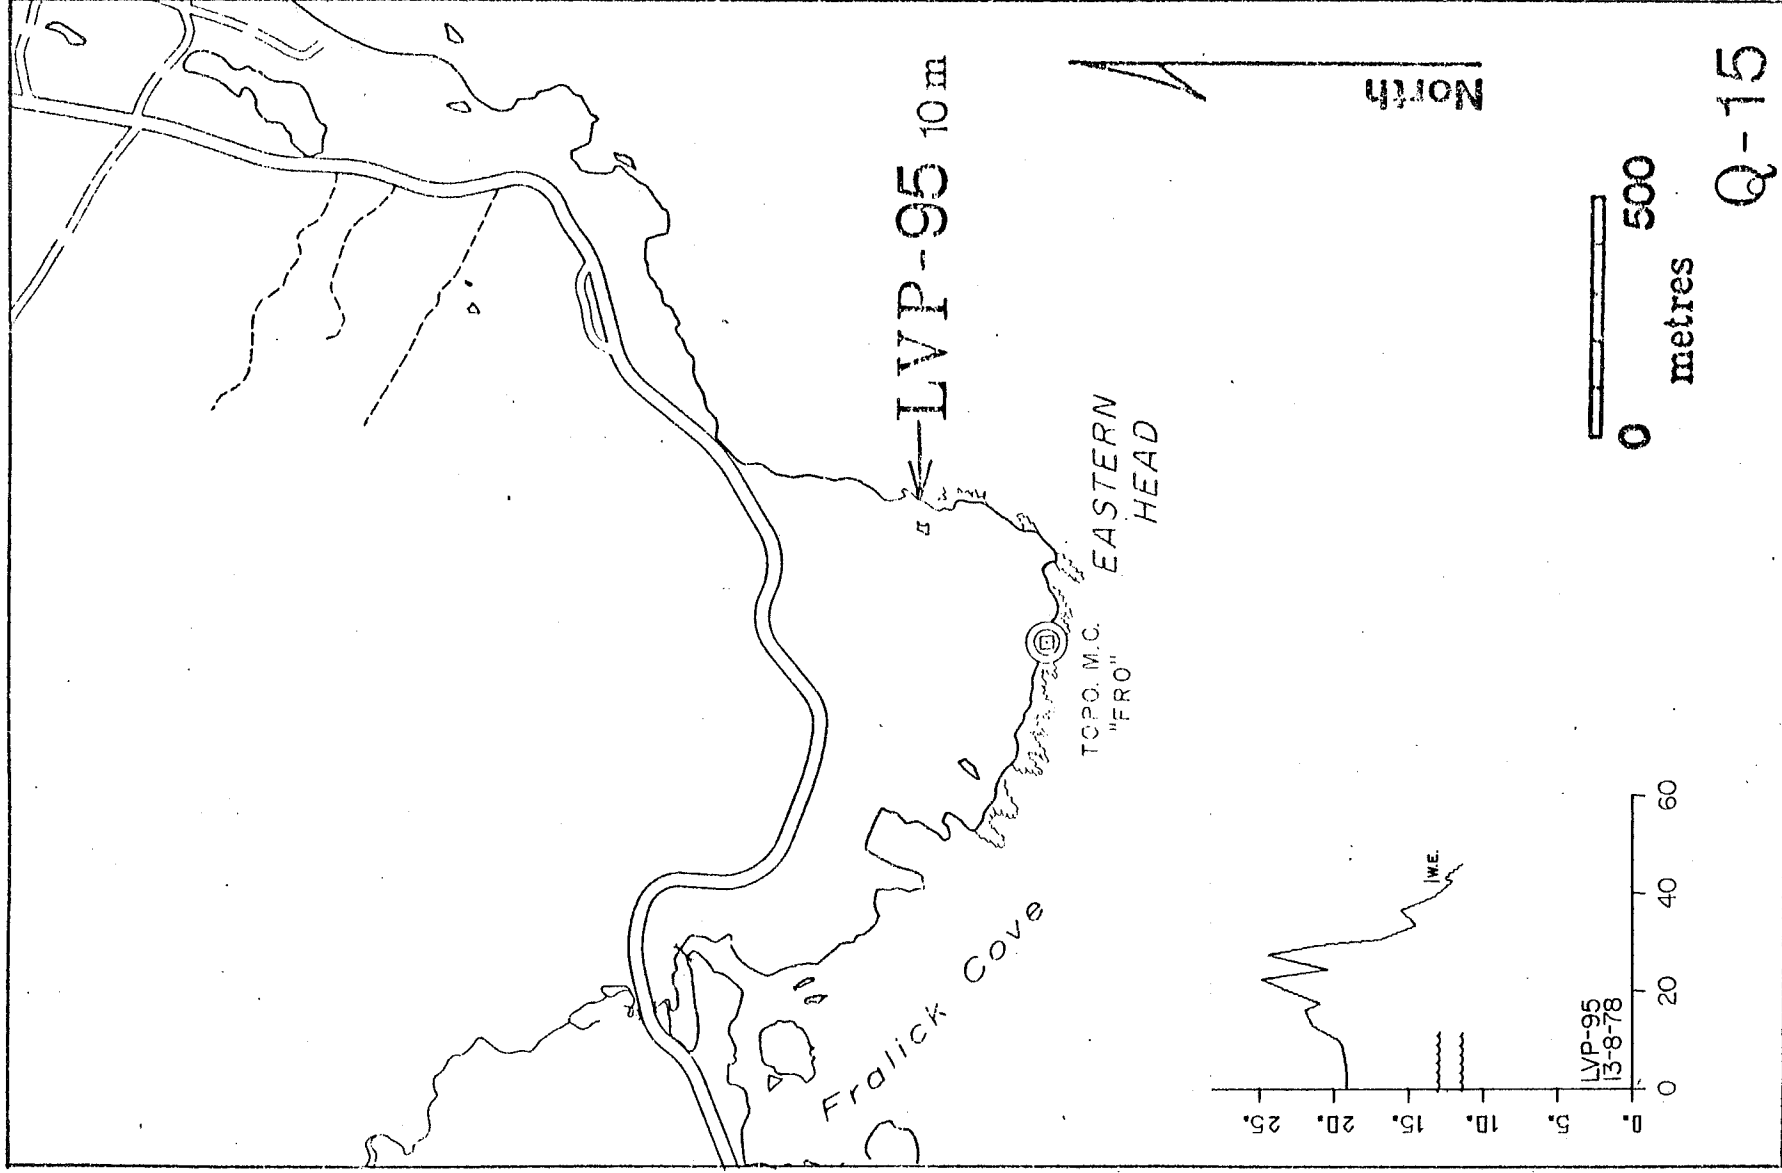 LVP-95 10m
North
EASTERN
HEAD
TOPO. M.C.
"FRO"
Fralick Cove
0 500
metres
Q-15
W.E.
LVP-95
13-8-78
25.
20.
15.
10.
5.
0.
0 20 40 60